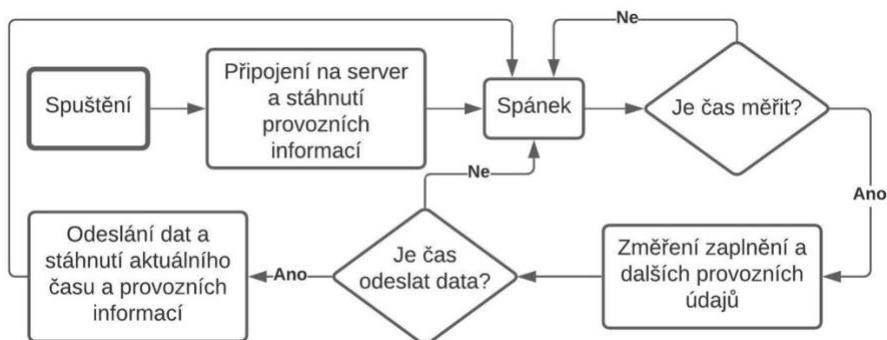 Ne
Spuštění
Připojení na server
a stáhnutí
provozních
informací
Spánek
Je čas měřit?
Ne
Ano
Odeslání dat a
stáhnutí aktuálního
času a provozních
informací
Ano
Je čas
odeslat data?
Změření zaplnění a
dalších provozních
údajů